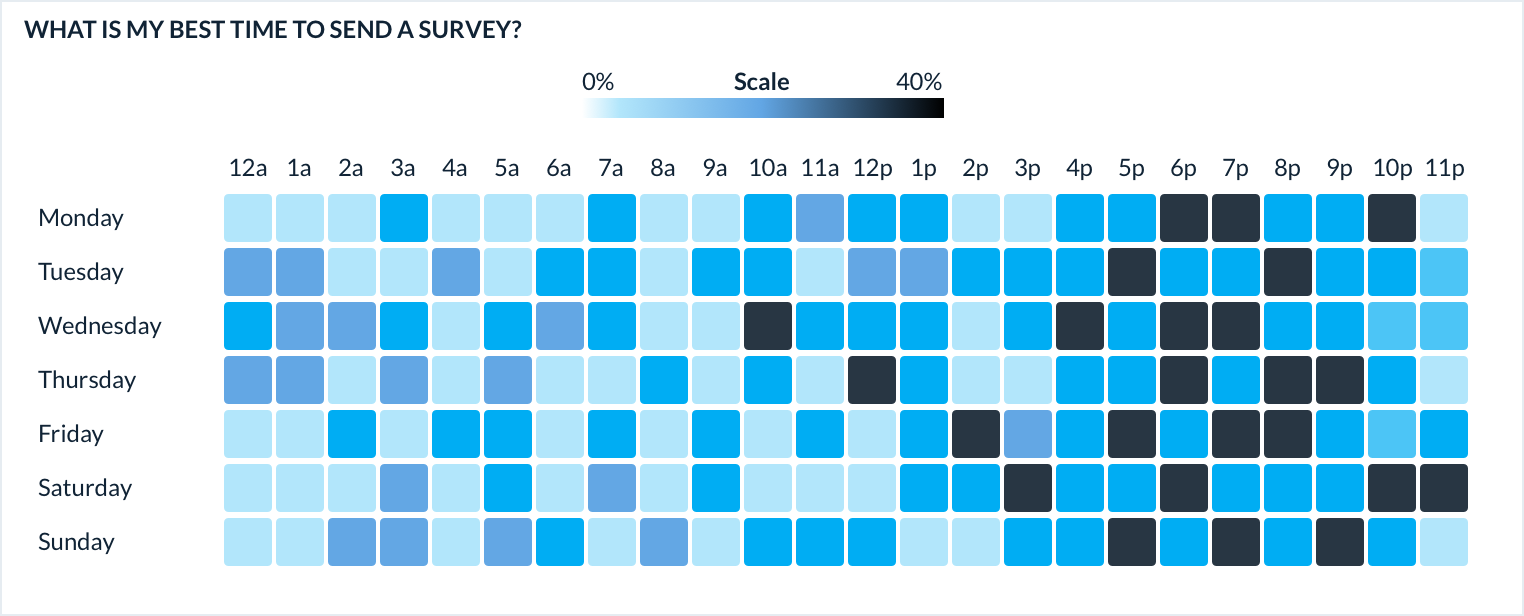 WHAT IS MY BEST TIME TO SEND A SURVEY?
0% Scale 40%
12a 1a 2a 3a 4a 5a 6a 7a 8a 9a 10a 11a 12p 1p 2p 3p 4p 5p 6p 7p 8p 9p 10p 11p
Monday
Tuesday
Wednesday
Thursday
Friday
Saturday
Sunday